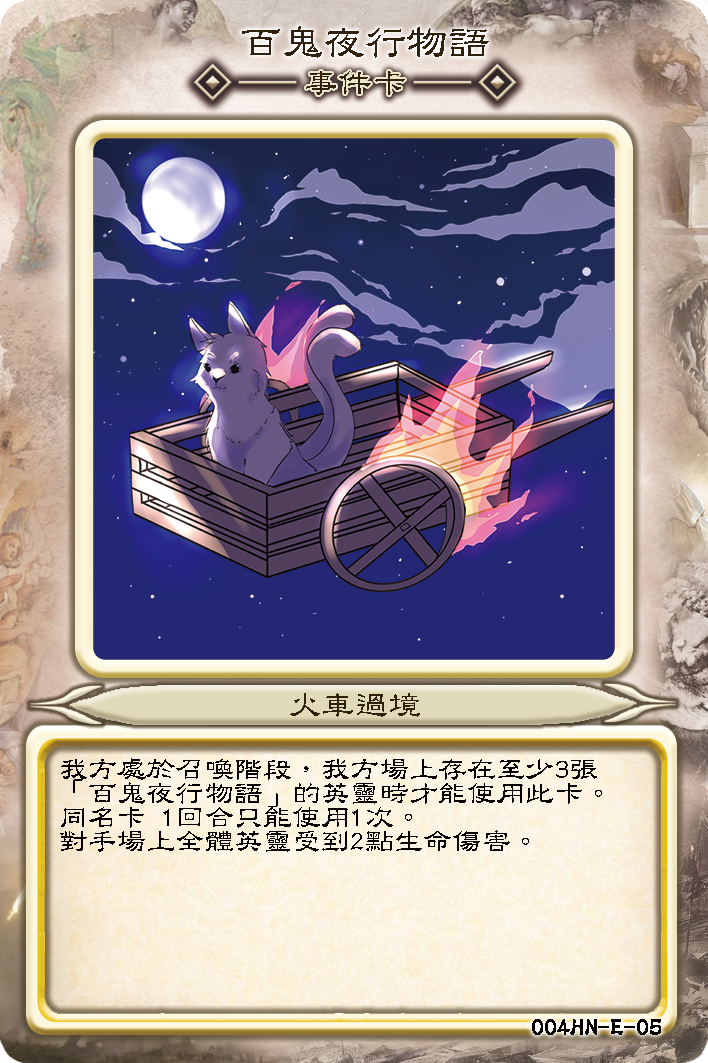 百鬼夜行物語
事件卡
火車過境
我方處於召喚階段，我方場上存在至少3張
「百鬼夜行物語」的英靈時才能使用此卡。
同名卡 1回合只能使用1次。
對手場上全體英靈受到2點生命傷害。
004HN-E-05